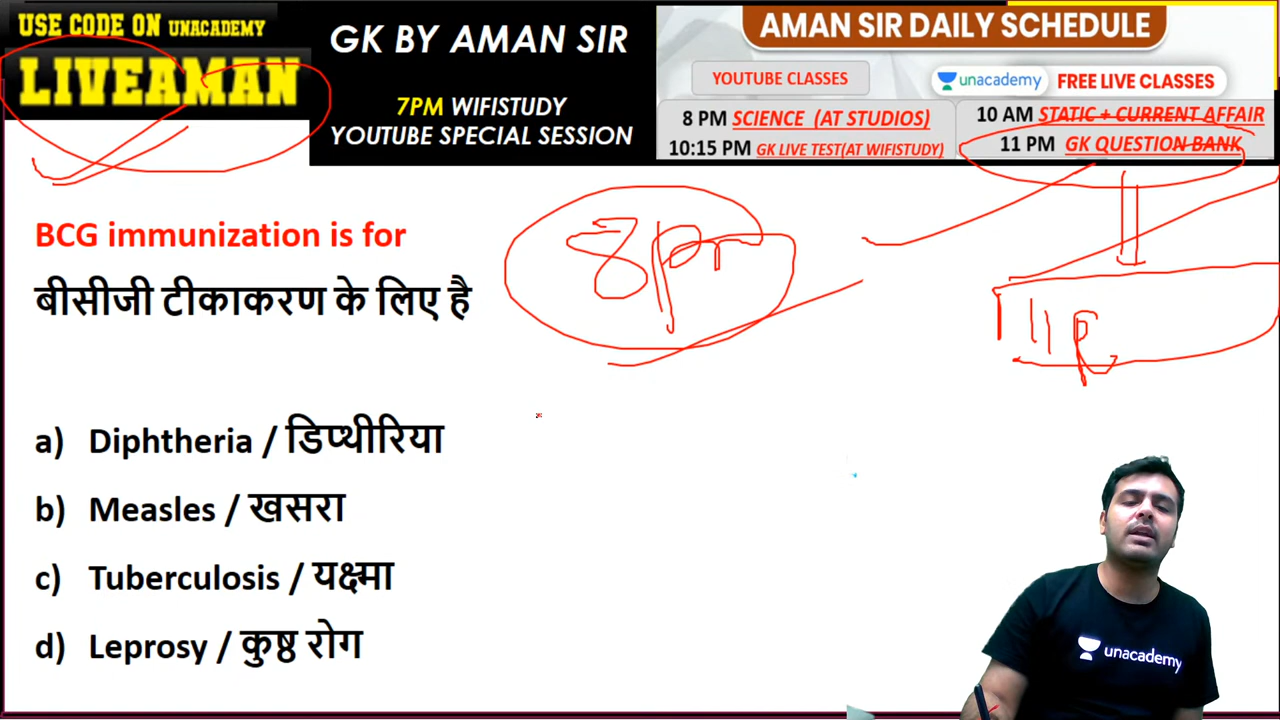 USE CODE ON UNACADEMY
LIVEAMAN
GK BY AMAN SIR
7PM WIFISTUDY
YOUTUBE SPECIAL SESSION
AMAN SIR DAILY SCHEDULE
YOUTUBE CLASSES
unacademy FREE LIVE CLASSES
8 PM SCIENCE (AT STUDIOS)
10 AM STATIC + CURRENT AFFAIR
10:15 PM GK LIVE TEST(AT WIFISTUDY)
11 PM GK QUESTION BANK
BCG immunization is for
8pm
बीसीजी टीकाकरण के लिए है
11p
a) Diphtheria / डिप्थीरिया
b) Measles / खसरा
c) Tuberculosis / यक्ष्मा
d) Leprosy / कुष्ठ रोग
unacademy